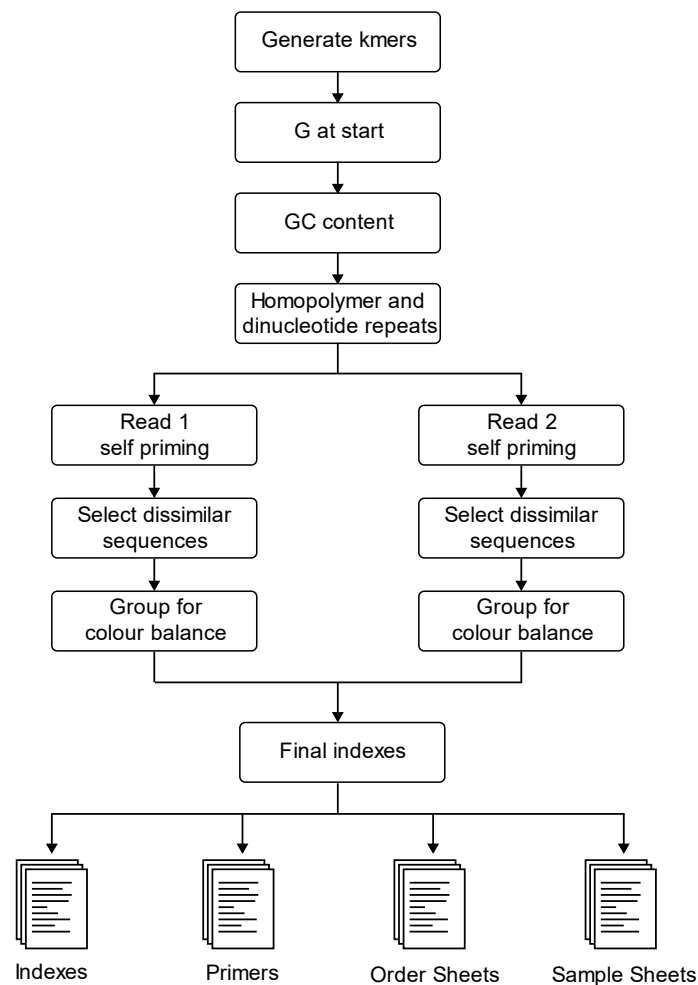 Generate kmers
G at start
GC content
Homopolymer and
dinucleotide repeats
Read 1
self priming
Read 2
self priming
Select dissimilar
sequences
Select dissimilar
sequences
Group for
colour balance
Group for
colour balance
Final indexes
Indexes
Primers
Order Sheets
Sample Sheets